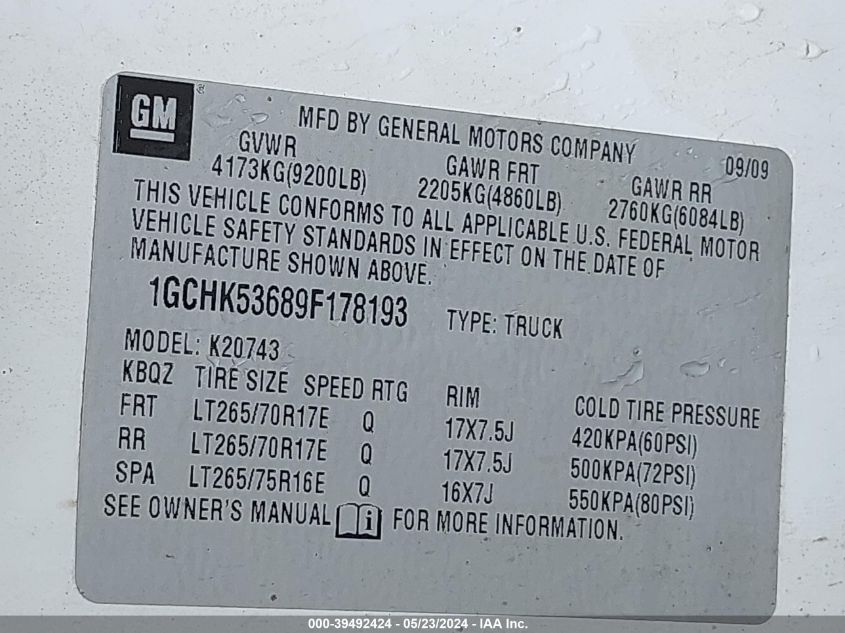 GM ®
MFD BY GENERAL MOTORS COMPANY 09/09
GVWR GAWR FRT GAWR RR
4173KG(9200LB) 2205KG(4860LB) 2760KG(6084LB)
THIS VEHICLE CONFORMS TO ALL APPLICABLE U.S. FEDERAL MOTOR
VEHICLE SAFETY STANDARDS IN EFFECT ON THE DATE OF
MANUFACTURE SHOWN ABOVE.
1GCHK53689F178193 TYPE: TRUCK
MODEL: K20743
KBQZ TIRE SIZE SPEED RTG RIM COLD TIRE PRESSURE
FRT LT265/70R17E Q 17X7.5J 420KPA(60PSI)
RR LT265/70R17E Q 17X7.5J 500KPA(72PSI)
SPA LT265/75R16E Q 16X7J 550KPA(80PSI)
SEE OWNER'S MANUAL i FOR MORE INFORMATION.
000-39492424 - 05/23/2024 - IAA Inc.